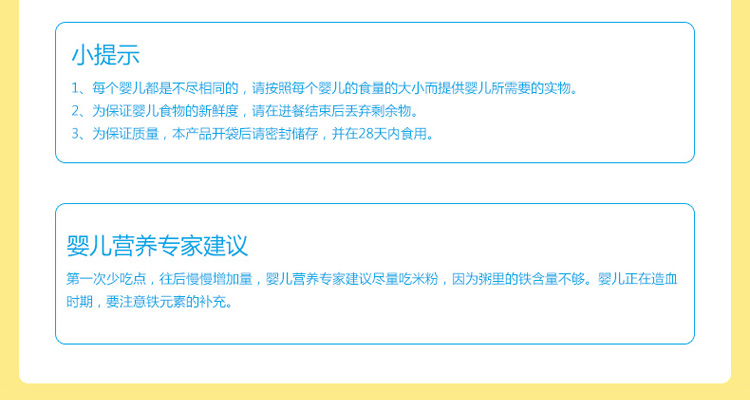 小提示
1、每个婴儿都是不尽相同的，请按照每个婴儿的食量的大小而提供婴儿所需要的实物。
2、为保证婴儿食物的新鲜度，请在进餐结束后丢弃剩余物。
3、为保证质量，本产品开袋后请密封储存，并在28天内食用。
婴儿营养专家建议
第一次少吃点，往后慢慢增加量，婴儿营养专家建议尽量吃米粉，因为粥里的铁含量不够。婴儿正在造血
时期，要注意铁元素的补充。